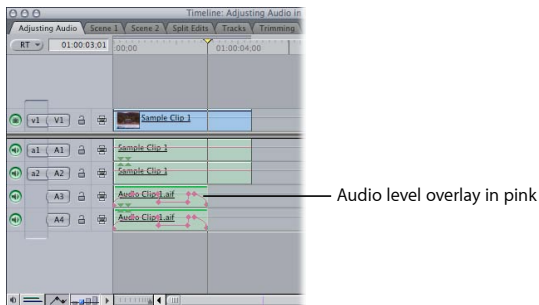 Timeline: Adjusting Audio in
Adjusting Audio Scene 1 Scene 2 Split Edits Tracks Trimming
RT 01:00:03;01 00;00 01:00:04;00
v1 V1 Sample Clip 1
a1 A1 Sample Clip 1
a2 A2 Sample Clip 1
A3 Audio Clip 1.aif
Audio level overlay in pink
A4 Audio Clip 1.aif